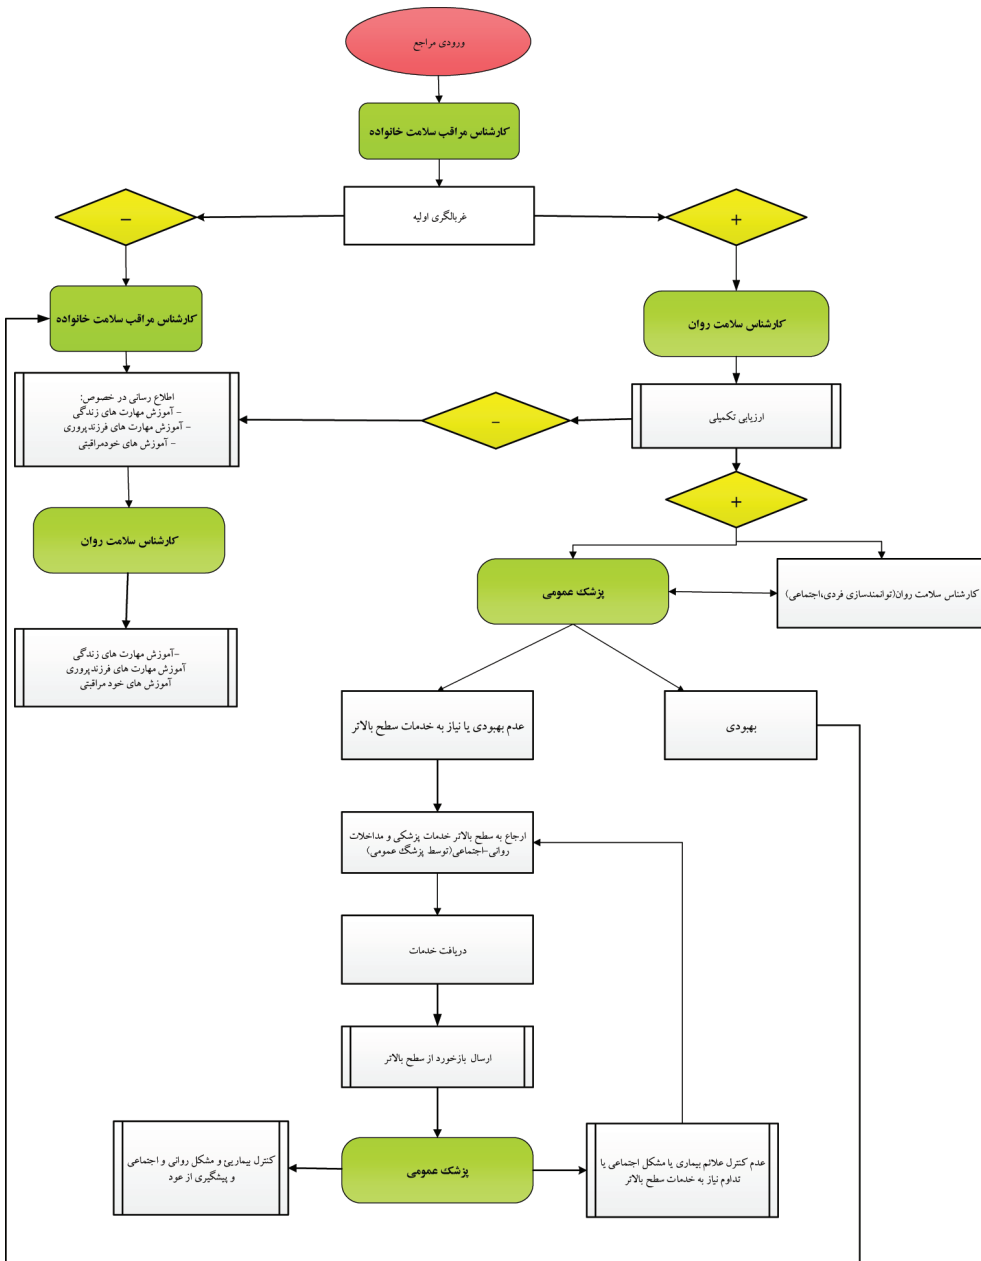 ورودی مراجع
کارشناس مراقب سلامت خانواده
غربالگری اولیه
–
+
کارشناس مراقب سلامت خانواده
کارشناس سلامت روان
اطلاع رسانی در خصوص:
– آموزش مهارت های زندگی
– آموزش مهارت های فرزندپروری
– آموزش های خودمراقبتی
–
ارزیابی تکمیلی
+
کارشناس سلامت روان
پزشک عمومی
کارشناس سلامت روان(توانمندسازی فردی،اجتماعی)
–آموزش مهارت های زندگی
آموزش مهارت های فرزندپروری
آموزش های خود مراقبتی
عدم بهبودی یا نیاز به خدمات سطح بالاتر
بهبودی
ارجاع به سطح بالاتر خدمات پزشکی و مداخلات
روانی-اجتماعی(توسط پزشگ عمومی)
دریافت خدمات
ارسال بازخورد از سطح بالاتر
کنترل بیماریئ و مشکل روانی و اجتماعی
و پیشگیری از عود
پزشک عمومی
عدم کنترل علائم بیماری یا مشکل اجتماعی یا
تداوم نیاز به خدمات سطح بالاتر